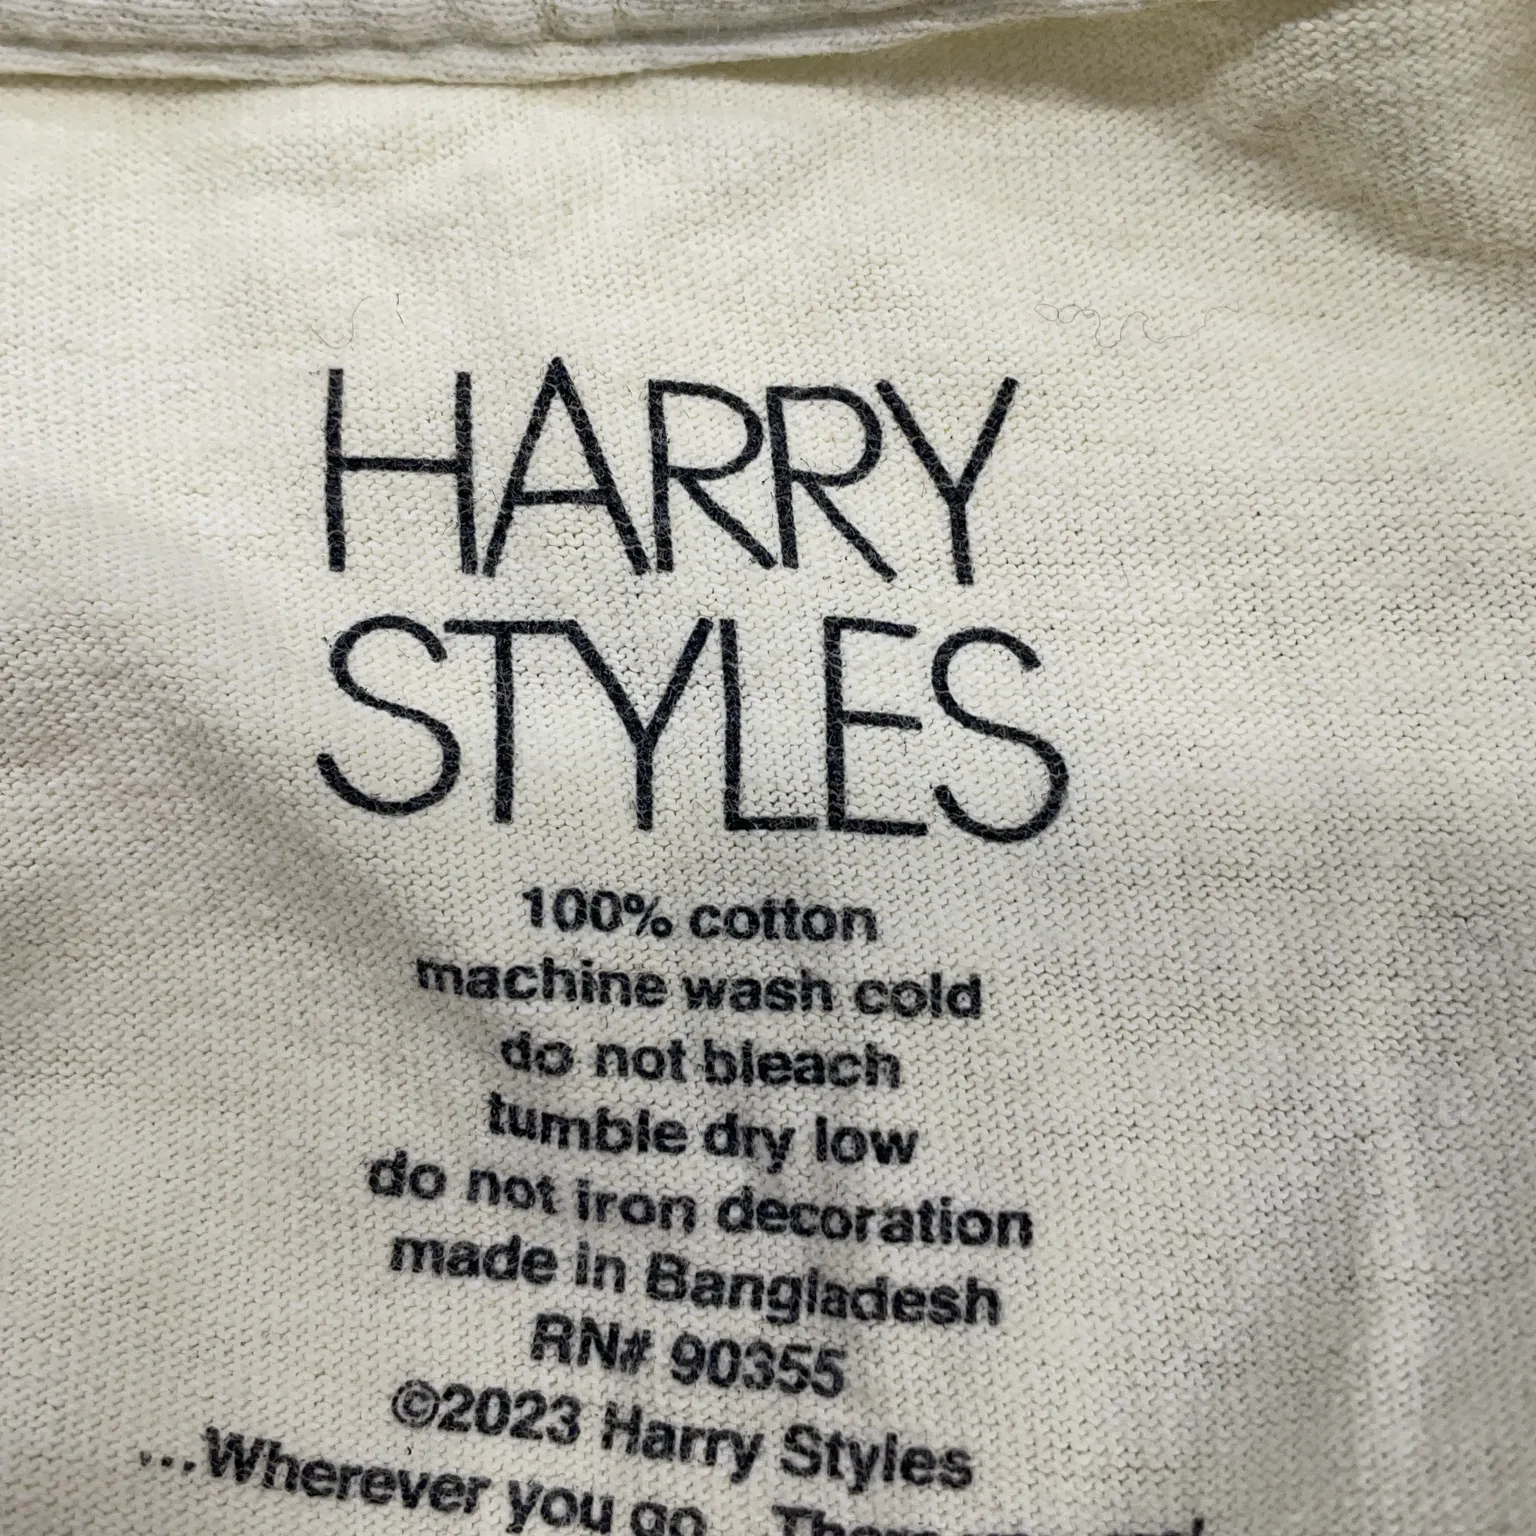 HARRY
STYLES
100% cotton
machine wash cold
do not bleach
tumble dry low
do not iron decoration
made in Bangladesh
RN# 90355
©2023 Harry Styles
...Wherever you go